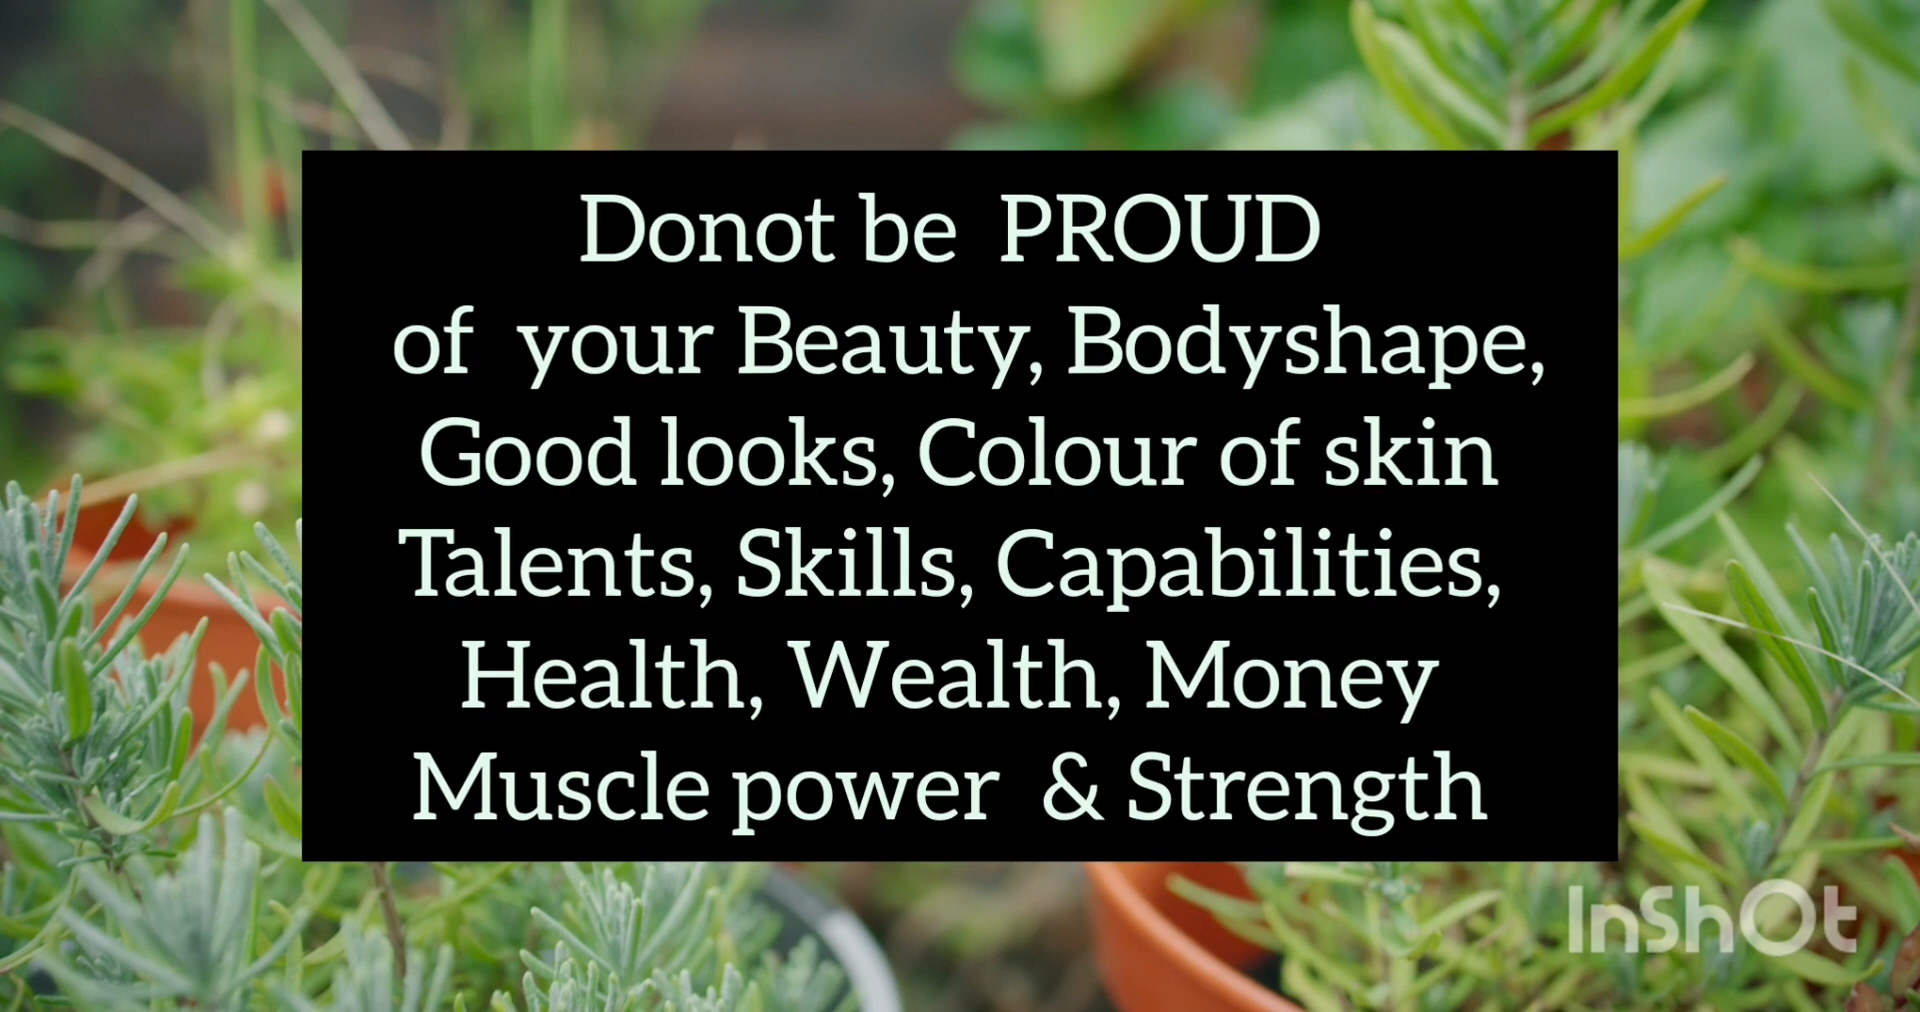 Donot be PROUD
of your Beauty, Bodyshape,
Good looks, Colour of skin
Talents, Skills, Capabilities,
Health, Wealth, Money
Muscle power & Strength
InShOt